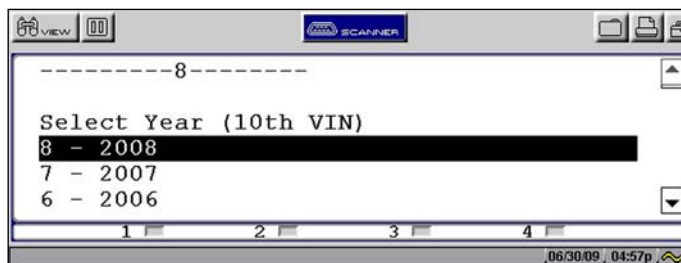 VIEW SCANNER
---------8--------
Select Year (10th VIN)
8 - 2008
7 - 2007
6 - 2006
1 2 3 4
06/30/09 04:57p